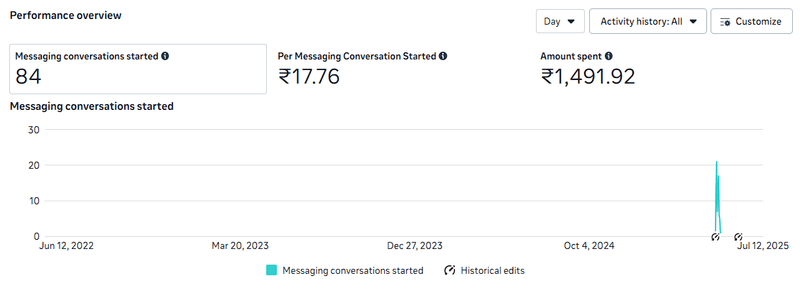 Performance overview
Day
Activity history: All
Customize
Messaging conversations started
84
Per Messaging Conversation Started
₹17.76
Amount spent
₹1,491.92
Messaging conversations started
30
20
10
0
Jun 12, 2022
Mar 20, 2023
Dec 27, 2023
Oct 4, 2024
Jul 12, 2025
Messaging conversations started
Historical edits